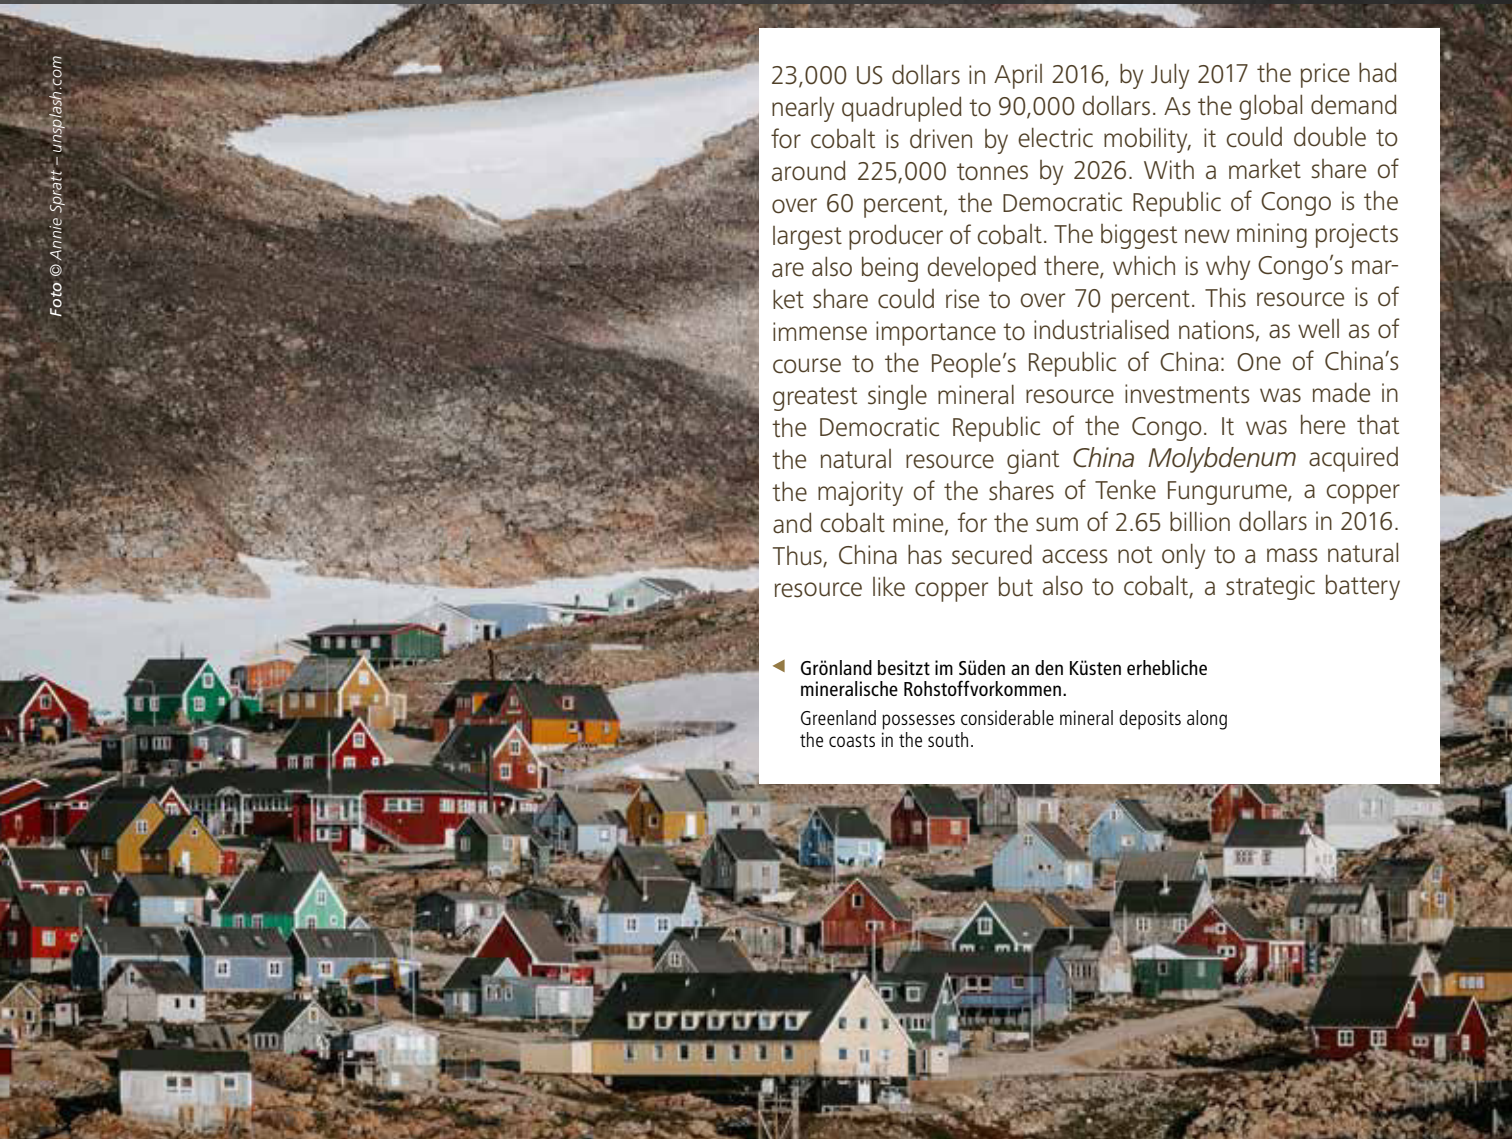 Foto © Annie Spratt – unsplash.com
23,000 US dollars in April 2016, by July 2017 the price had
nearly quadrupled to 90,000 dollars. As the global demand
for cobalt is driven by electric mobility, it could double to
around 225,000 tonnes by 2026. With a market share of
over 60 percent, the Democratic Republic of Congo is the
largest producer of cobalt. The biggest new mining projects
are also being developed there, which is why Congo’s mar-
ket share could rise to over 70 percent. This resource is of
immense importance to industrialised nations, as well as of
course to the People’s Republic of China: One of China’s
greatest single mineral resource investments was made in
the Democratic Republic of the Congo. It was here that
the natural resource giant China Molybdenum acquired
the majority of the shares of Tenke Fungurume, a copper
and cobalt mine, for the sum of 2.65 billion dollars in 2016.
Thus, China has secured access not only to a mass natural
resource like copper but also to cobalt, a strategic battery
◄ Grönland besitzt im Süden an den Küsten erhebliche
mineralische Rohstoffvorkommen.
Greenland possesses considerable mineral deposits along
the coasts in the south.